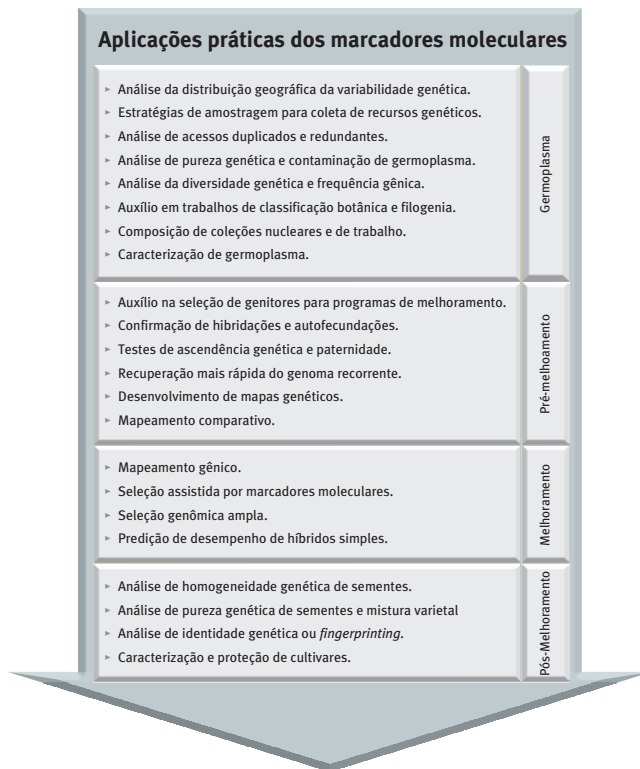 Aplicações práticas dos marcadores moleculares
▸ Análise da distribuição geográfica da variabilidade genética.
▸ Estratégias de amostragem para coleta de recursos genéticos.
▸ Análise de acessos duplicados e redundantes.
▸ Análise de pureza genética e contaminação de germoplasma.
▸ Análise da diversidade genética e frequência gênica.
▸ Auxílio em trabalhos de classificação botânica e filogenia.
▸ Composição de coleções nucleares e de trabalho.
▸ Caracterização de germoplasma.
Germoplasma
▸ Auxílio na seleção de genitores para programas de melhoramento.
▸ Confirmação de hibridações e autofecundações.
▸ Testes de ascendência genética e paternidade.
▸ Recuperação mais rápida do genoma recorrente.
▸ Desenvolvimento de mapas genéticos.
▸ Mapeamento comparativo.
Pré-melhoamento
▸ Mapeamento gênico.
▸ Seleção assistida por marcadores moleculares.
▸ Seleção genômica ampla.
▸ Predição de desempenho de híbridos simples.
Melhoramento
▸ Análise de homogeneidade genética de sementes.
▸ Análise de pureza genética de sementes e mistura varietal
▸ Análise de identidade genética ou fingerprinting.
▸ Caracterização e proteção de cultivares.
Pós-Melhoramento